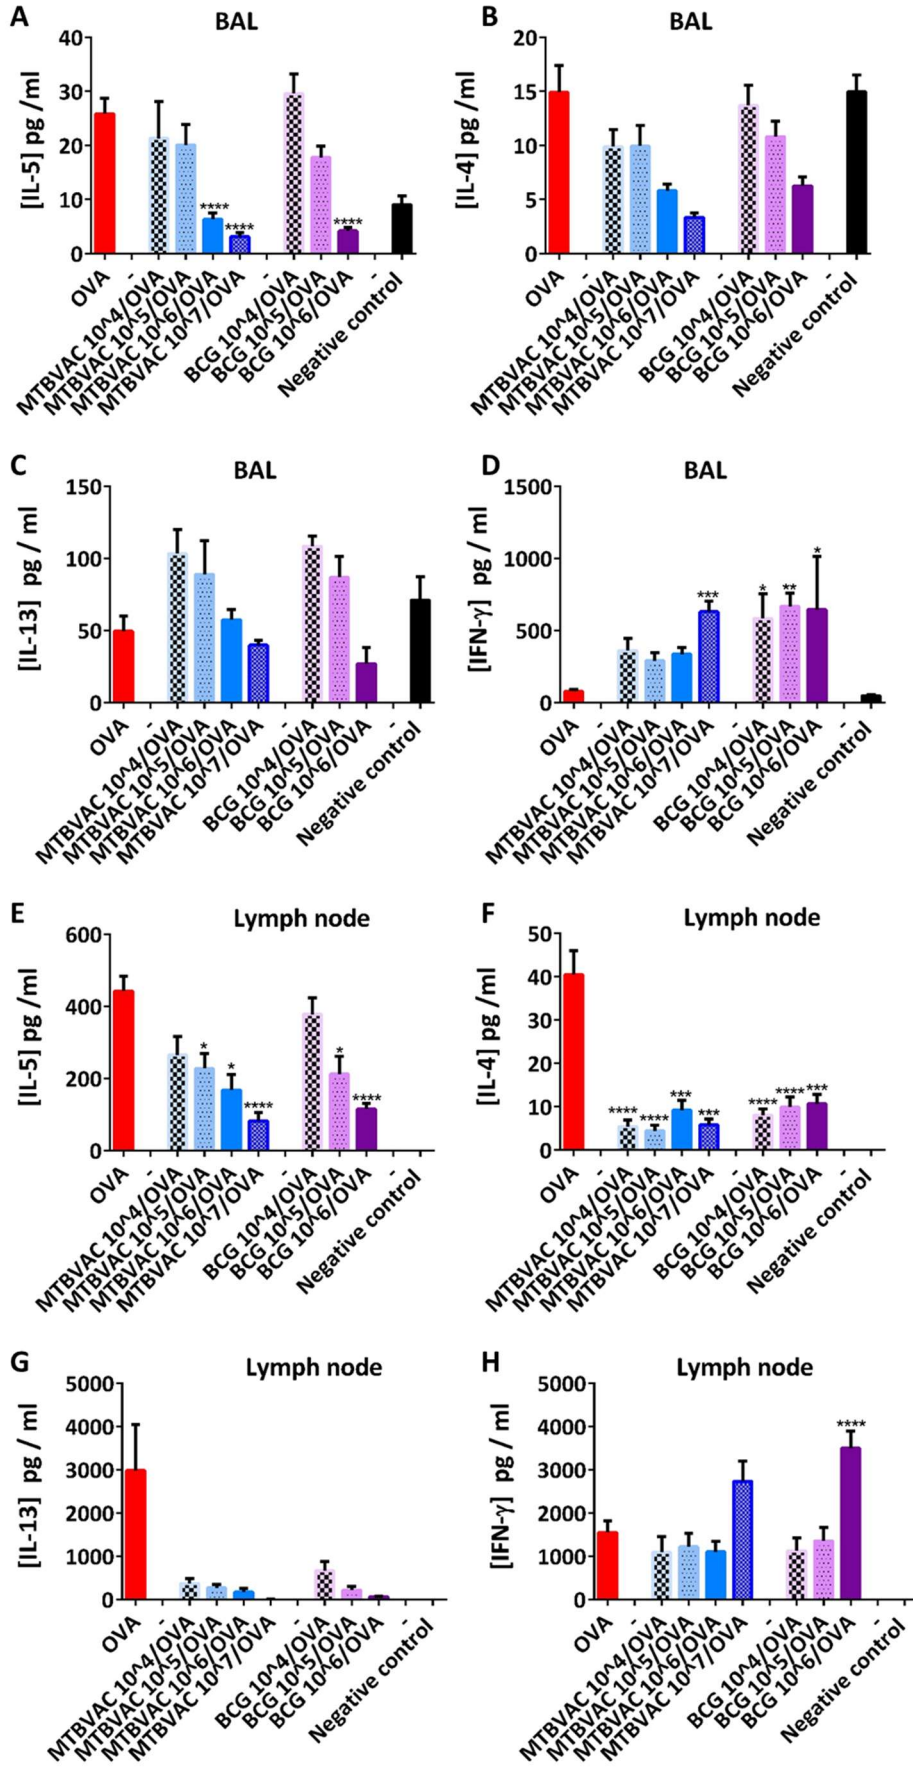 A
BAL
[IL-5] pg /ml
40
30
20
10
0
****
****
****
OVA
-
MTBVAC 10^4/OVA
MTBVAC 10^5/OVA
MTBVAC 10^6/OVA
MTBVAC 10^7/OVA
-
BCG 10^4/OVA
BCG 10^5/OVA
BCG 10^6/OVA
-
Negative control
B
BAL
[IL-4] pg /ml
20
15
10
5
0
OVA
-
MTBVAC 10^4/OVA
MTBVAC 10^5/OVA
MTBVAC 10^6/OVA
MTBVAC 10^7/OVA
-
BCG 10^4/OVA
BCG 10^5/OVA
BCG 10^6/OVA
-
Negative control
C
BAL
[IL-13] pg / ml
150
100
50
0
OVA
-
MTBVAC 10^4/OVA
MTBVAC 10^5/OVA
MTBVAC 10^6/OVA
MTBVAC 10^7/OVA
-
BCG 10^4/OVA
BCG 10^5/OVA
BCG 10^6/OVA
-
Negative control
D
BAL
[IFN-γ] pg / ml
1500
1000
500
0
***
*
**
*
OVA
-
MTBVAC 10^4/OVA
MTBVAC 10^5/OVA
MTBVAC 10^6/OVA
MTBVAC 10^7/OVA
-
BCG 10^4/OVA
BCG 10^5/OVA
BCG 10^6/OVA
-
Negative control
E
Lymph node
[IL-5] pg /ml
600
400
200
0
*
*
****
*
****
OVA
-
MTBVAC 10^4/OVA
MTBVAC 10^5/OVA
MTBVAC 10^6/OVA
MTBVAC 10^7/OVA
-
BCG 10^4/OVA
BCG 10^5/OVA
BCG 10^6/OVA
-
Negative control
F
Lymph node
[IL-4] pg /ml
50
40
30
20
10
0
****
****
***
***
****
****
***
OVA
-
MTBVAC 10^4/OVA
MTBVAC 10^5/OVA
MTBVAC 10^6/OVA
MTBVAC 10^7/OVA
-
BCG 10^4/OVA
BCG 10^5/OVA
BCG 10^6/OVA
-
Negative control
G
Lymph node
[IL-13] pg / ml
5000
4000
3000
2000
1000
0
OVA
-
MTBVAC 10^4/OVA
MTBVAC 10^5/OVA
MTBVAC 10^6/OVA
MTBVAC 10^7/OVA
-
BCG 10^4/OVA
BCG 10^5/OVA
BCG 10^6/OVA
-
Negative control
H
Lymph node
[IFN-γ] pg / ml
5000
4000
3000
2000
1000
0
****
OVA
-
MTBVAC 10^4/OVA
MTBVAC 10^5/OVA
MTBVAC 10^6/OVA
MTBVAC 10^7/OVA
-
BCG 10^4/OVA
BCG 10^5/OVA
BCG 10^6/OVA
-
Negative control